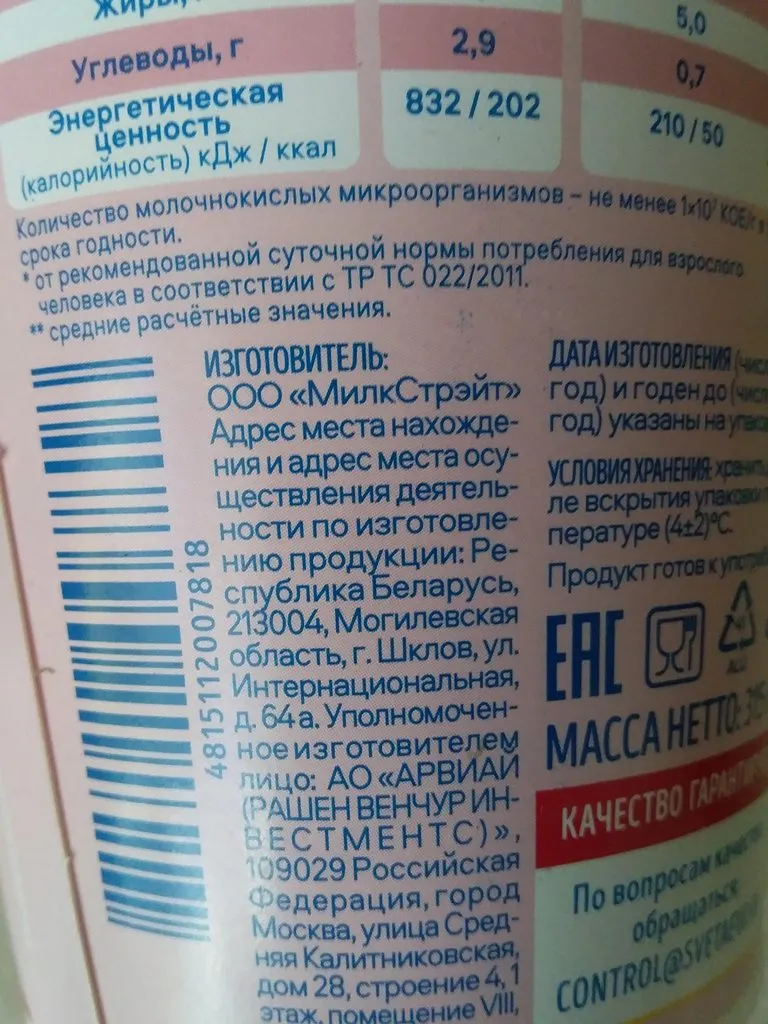 Жиры,
5,0
Углеводы, г
2,9
0,7
Энергетическая
ценность
(калорийность) кДж / ккал
832 / 202
210 / 50
Количество молочнокислых микроорганизмов – не менее 1×10⁷ КОЕ/г в
срока годности.
* от рекомендованной суточной нормы потребления для взрослого
человека в соответствии с ТР ТС 022/2011.
** средние расчётные значения.
4815112007818
ИЗГОТОВИТЕЛЬ:
ООО «МилкСтрэйт»
Адрес места нахожде-
ния и адрес места осу-
ществления деятель-
ности по изготовле-
нию продукции: Ре-
спублика Беларусь,
213004, Могилевская
область, г. Шклов, ул.
Интернациональная,
д. 64а. Уполномочен-
ное изготовителем
лицо: АО «АРВИАЙ
(РАШЕН ВЕНЧУР ИН-
ВЕСТМЕНТС)»,
109029 Российская
Федерация, город
Москва, улица Сред-
няя Калитниковская,
дом 28, строение 4, 1
этаж, помещение VIII,
ДАТА ИЗГОТОВЛЕНИЯ
год) и годен до
год) указаны на
УСЛОВИЯ ХРАНЕНИЯ:
ле вскрытия упаковки
пературе (4±2)°С.
Продукт готов к
EAC
МАССА НЕТТО:
КАЧЕСТВО
По вопросам качества
обращаться